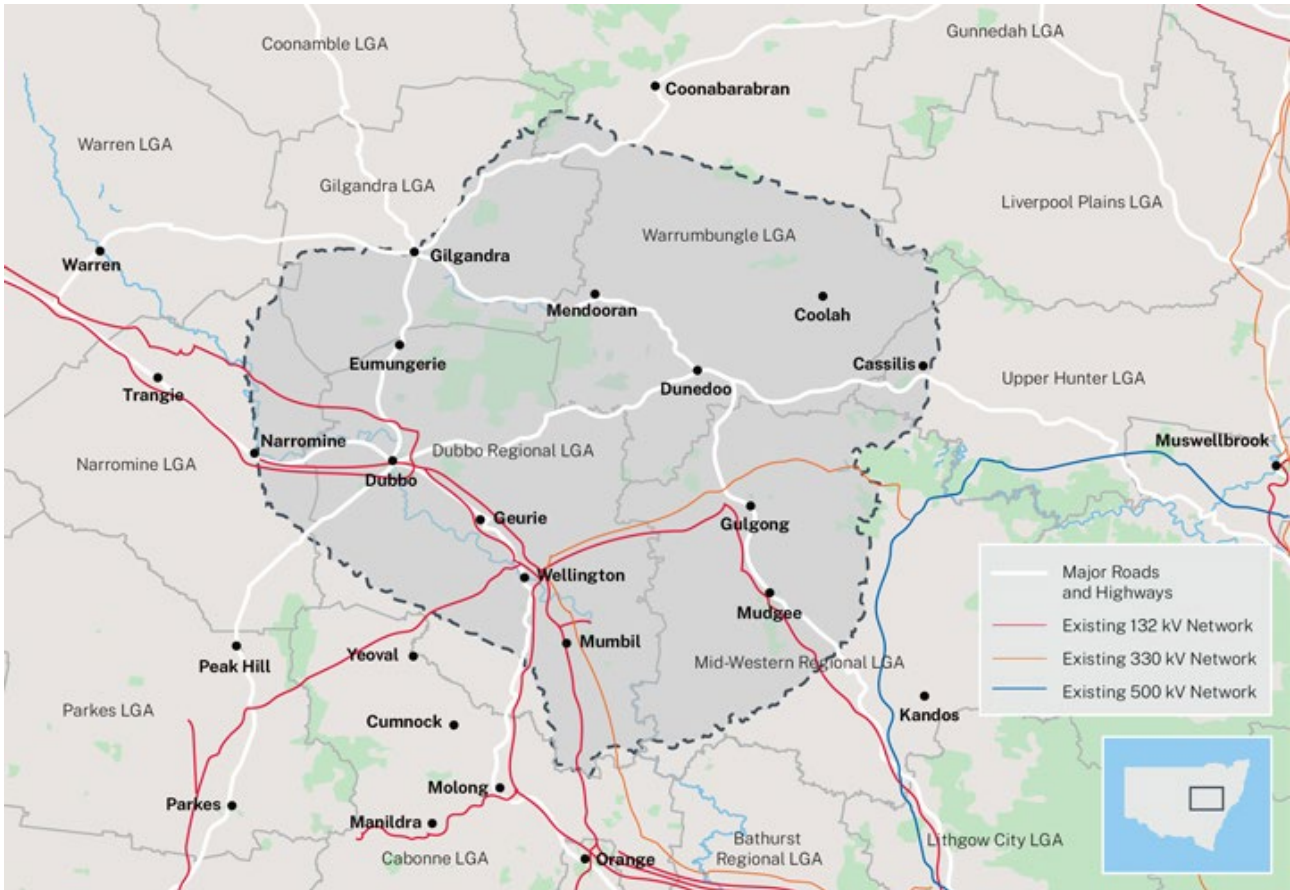 Coonamble LGA
Gunnedah LGA
Coonabarabran
Warren LGA
Gilgandra LGA
Liverpool Plains LGA
Warrumbungle LGA
Warren
Gilgandra
Mendooran
Coolah
Eumungerie
Cassilis
Trangie
Dunedoo
Upper Hunter LGA
Narromine
Muswellbrook
Narromine LGA
Dubbo Regional LGA
Dubbo
Geurie
Gulgong
Wellington
Mudgee
Mumbil
Peak Hill
Yeoval
Mid-Western Regional LGA
Parkes LGA
Cumnock
Kandos
Molong
Parkes
Manildra
Bathurst
Regional LGA
Lithgow City LGA
Cabonne LGA
Orange
Major Roads
and Highways
Existing 132 kV Network
Existing 330 kV Network
Existing 500 kV Network